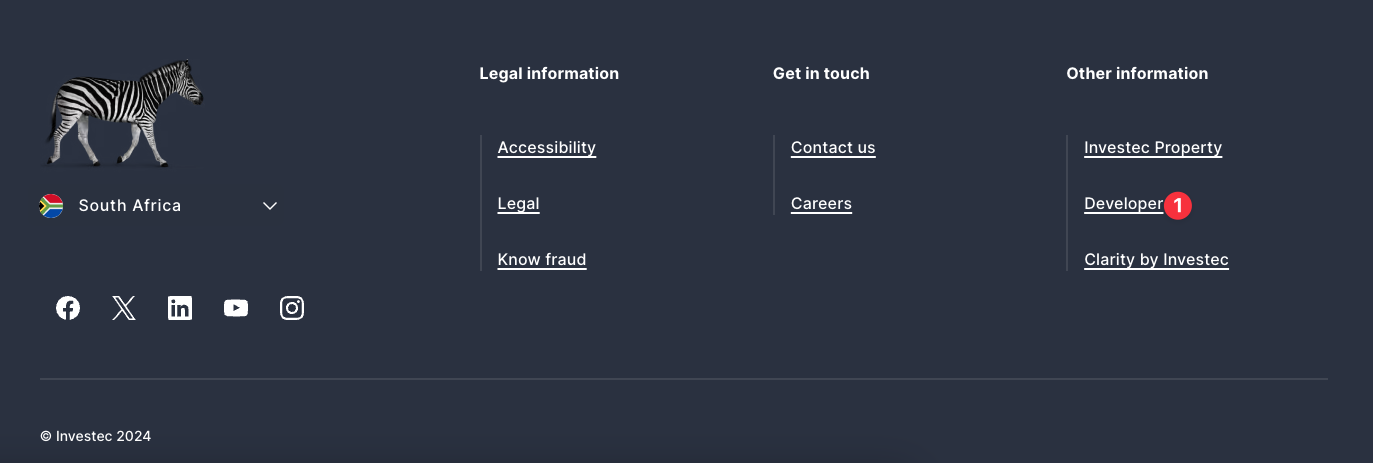 Legal information
Accessibility
Legal
Know fraud
Get in touch
Contact us
Careers
Other information
Investec Property
Developer 1
Clarity by Investec
South Africa
© Investec 2024